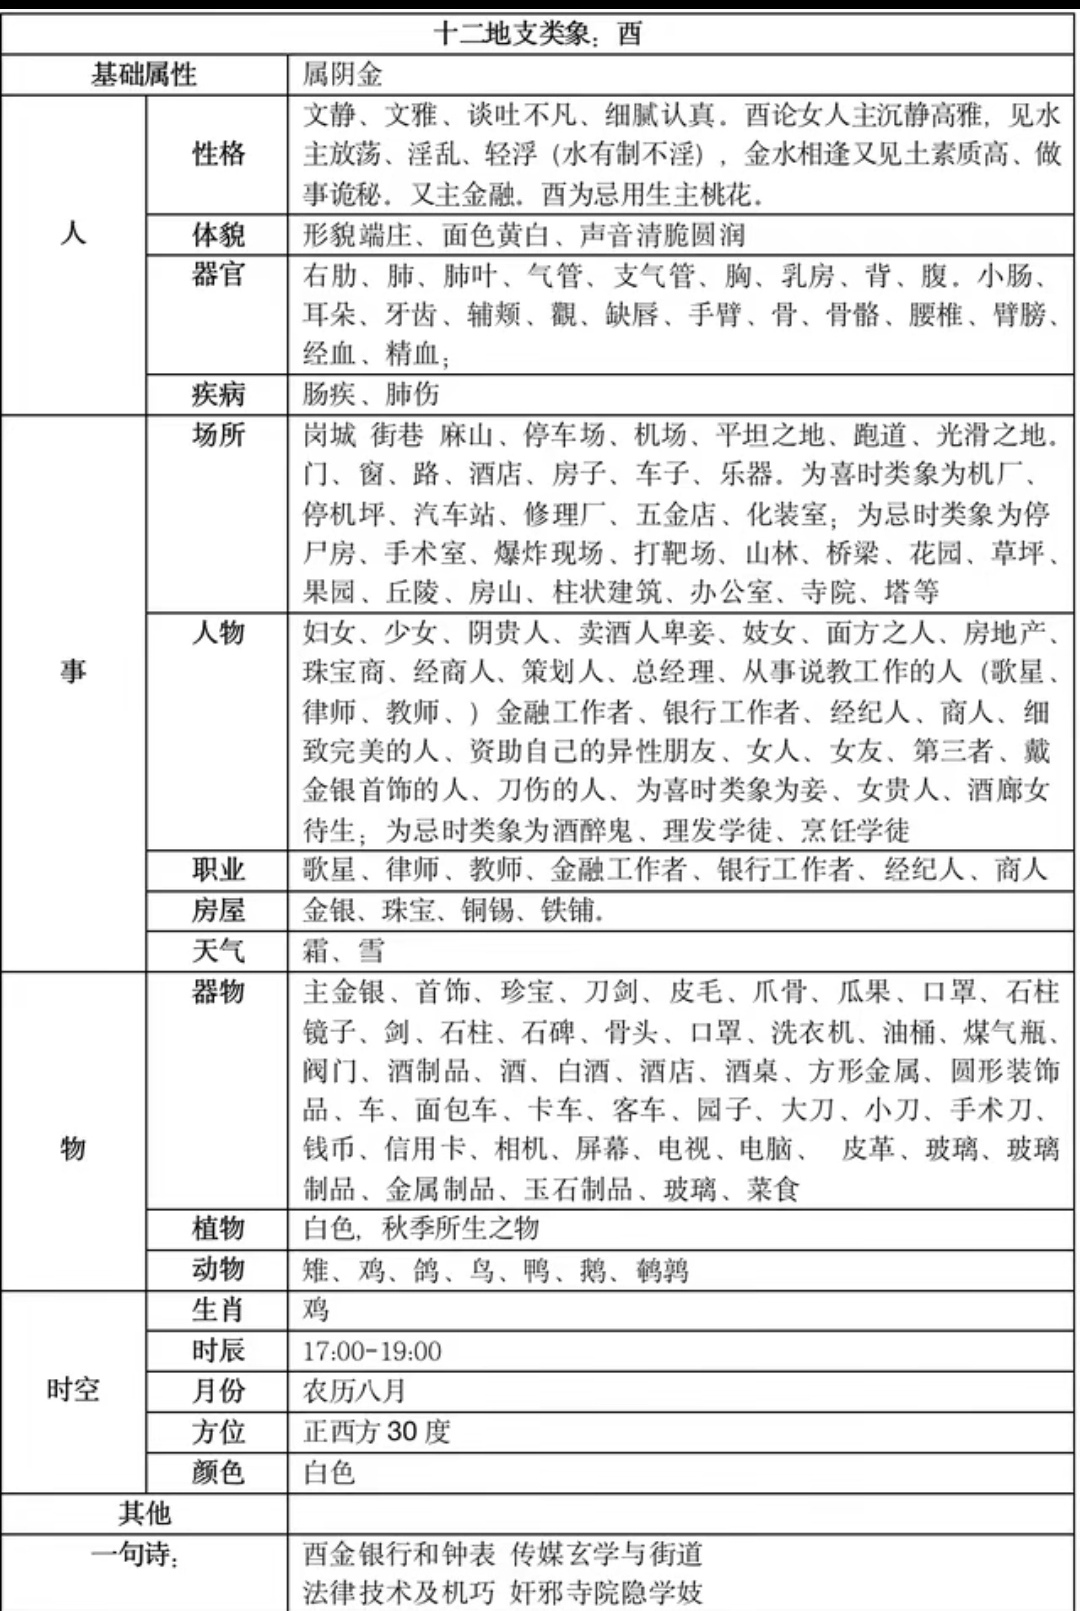 十二地支类象：酉
基础属性 属阴金
人
性格
文静、文雅、谈吐不凡、细腻认真。酉论女人主沉静高雅，见水
主放荡、淫乱、轻浮（水有制不淫），金水相逢又见土素质高、做
事诡秘。又主金融。酉为忌用生主桃花。
体貌 形貌端庄、面色黄白、声音清脆圆润
器官
右肋、肺、肺叶、气管、支气管、胸、乳房、背、腹。小肠、
耳朵、牙齿、辅颊、觀、缺唇、手臂、骨、骨骼、腰椎、臂膀、
经血、精血；
疾病 肠疾、肺伤
事
场所
岗城 街巷 麻山、停车场、机场、平坦之地、跑道、光滑之地。
门、窗、路、酒店、房子、车子、乐器。为喜时类象为机厂、
停机坪、汽车站、修理厂、五金店、化装室；为忌时类象为停
尸房、手术室、爆炸现场、打靶场、山林、桥梁、花园、草坪、
果园、丘陵、房山、柱状建筑、办公室、寺院、塔等
人物
妇女、少女、阴贵人、卖酒人卑妾、妓女、面方之人、房地产、
珠宝商、经商人、策划人、总经理、从事说教工作的人（歌星、
律师、教师、）金融工作者、银行工作者、经纪人、商人、细
致完美的人、资助自己的异性朋友、女人、女友、第三者、戴
金银首饰的人、刀伤的人、为喜时类象为妾、女贵人、酒廊女
待生；为忌时类象为酒醉鬼、理发学徒、烹饪学徒
职业 歌星、律师、教师、金融工作者、银行工作者、经纪人、商人
房屋 金银、珠宝、铜锡、铁铺。
天气 霜、雪
物
器物
主金银、首饰、珍宝、刀剑、皮毛、爪骨、瓜果、口罩、石柱
镜子、剑、石柱、石碑、骨头、口罩、洗衣机、油桶、煤气瓶、
阀门、酒制品、酒、白酒、酒店、酒桌、方形金属、圆形装饰
品、车、面包车、卡车、客车、园子、大刀、小刀、手术刀、
钱币、信用卡、相机、屏幕、电视、电脑、 皮革、玻璃、玻璃
制品、金属制品、玉石制品、玻璃、菜食
植物 白色，秋季所生之物
动物 雉、鸡、鸽、鸟、鸭、鹅、鹌鹑
时空
生肖 鸡
时辰 17:00-19:00
月份 农历八月
方位 正西方 30 度
颜色 白色
其他
一句诗：
酉金银行和钟表 传媒玄学与街道
法律技术及机巧 奸邪寺院隐学妓